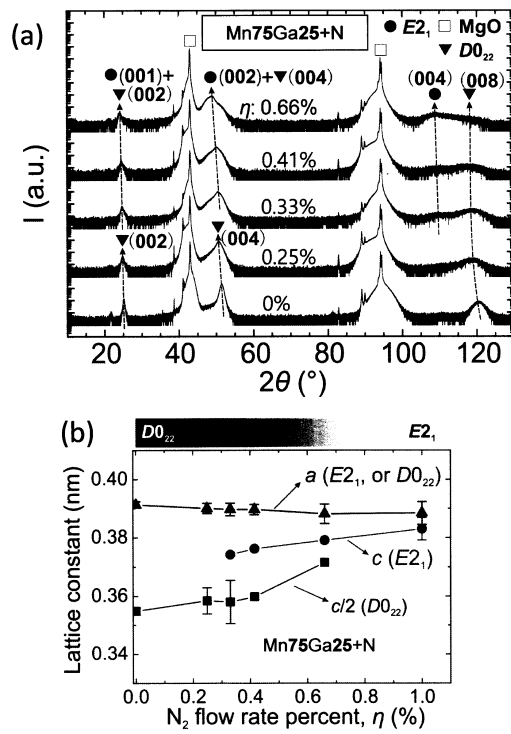 (a)
Mn75Ga25+N
● E2₁ □ MgO
▼ D0₂₂
□
□
●(001)+
▼(002)
●(002)+▼(004)
(004) (008)
● ▼
η: 0.66%
0.41%
0.33%
▼(002)
▼(004)
0.25%
0%
I (a.u.)
20 40 60 80 100 120
2θ (°)
(b)
D0₂₂ E2₁
0.40
0.38
0.36
0.34
Lattice constant (nm)
a (E2₁, or D0₂₂)
c (E2₁)
c/2 (D0₂₂)
Mn75Ga25+N
0.0 0.2 0.4 0.6 0.8 1.0
N₂ flow rate percent, η (%)